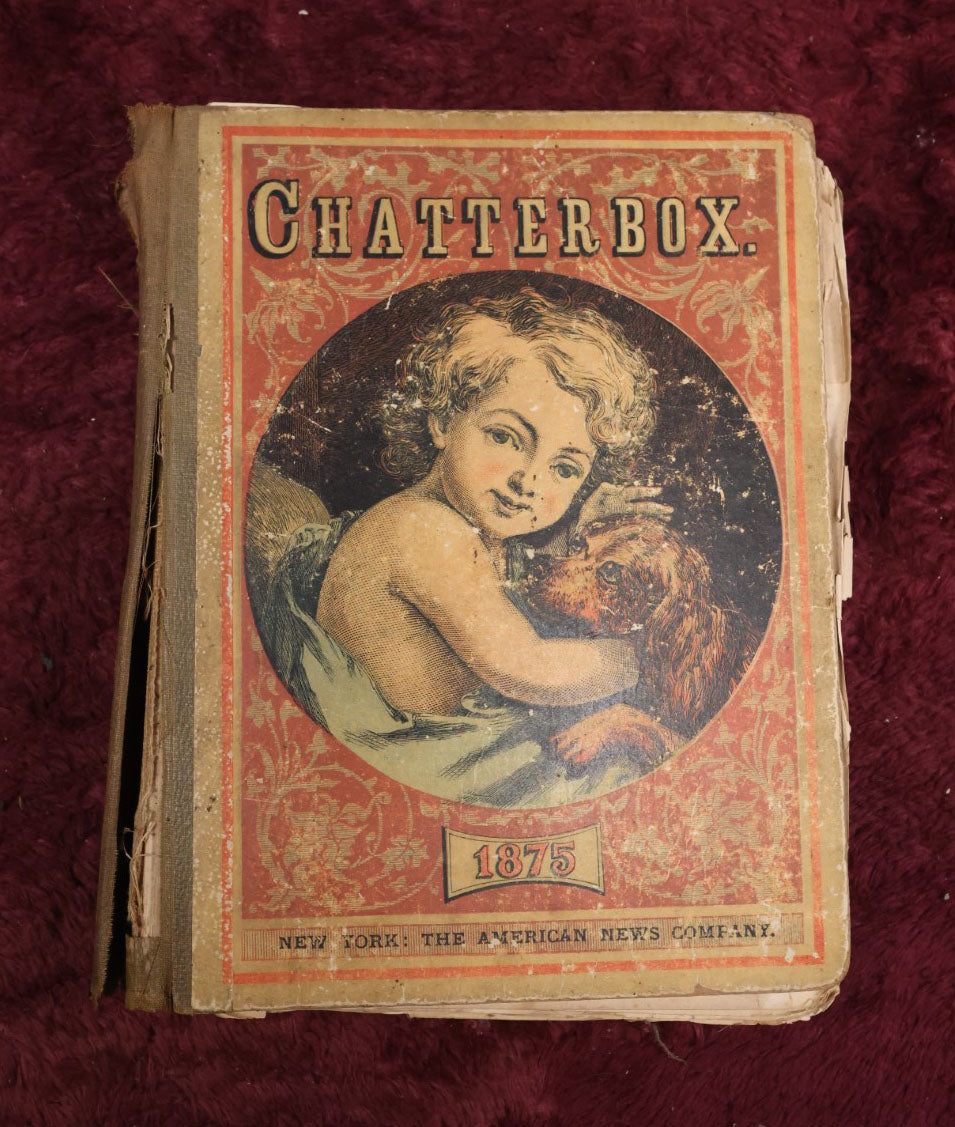 CHATTERBOX.
1875
NEW YORK: THE AMERICAN NEWS COMPANY.